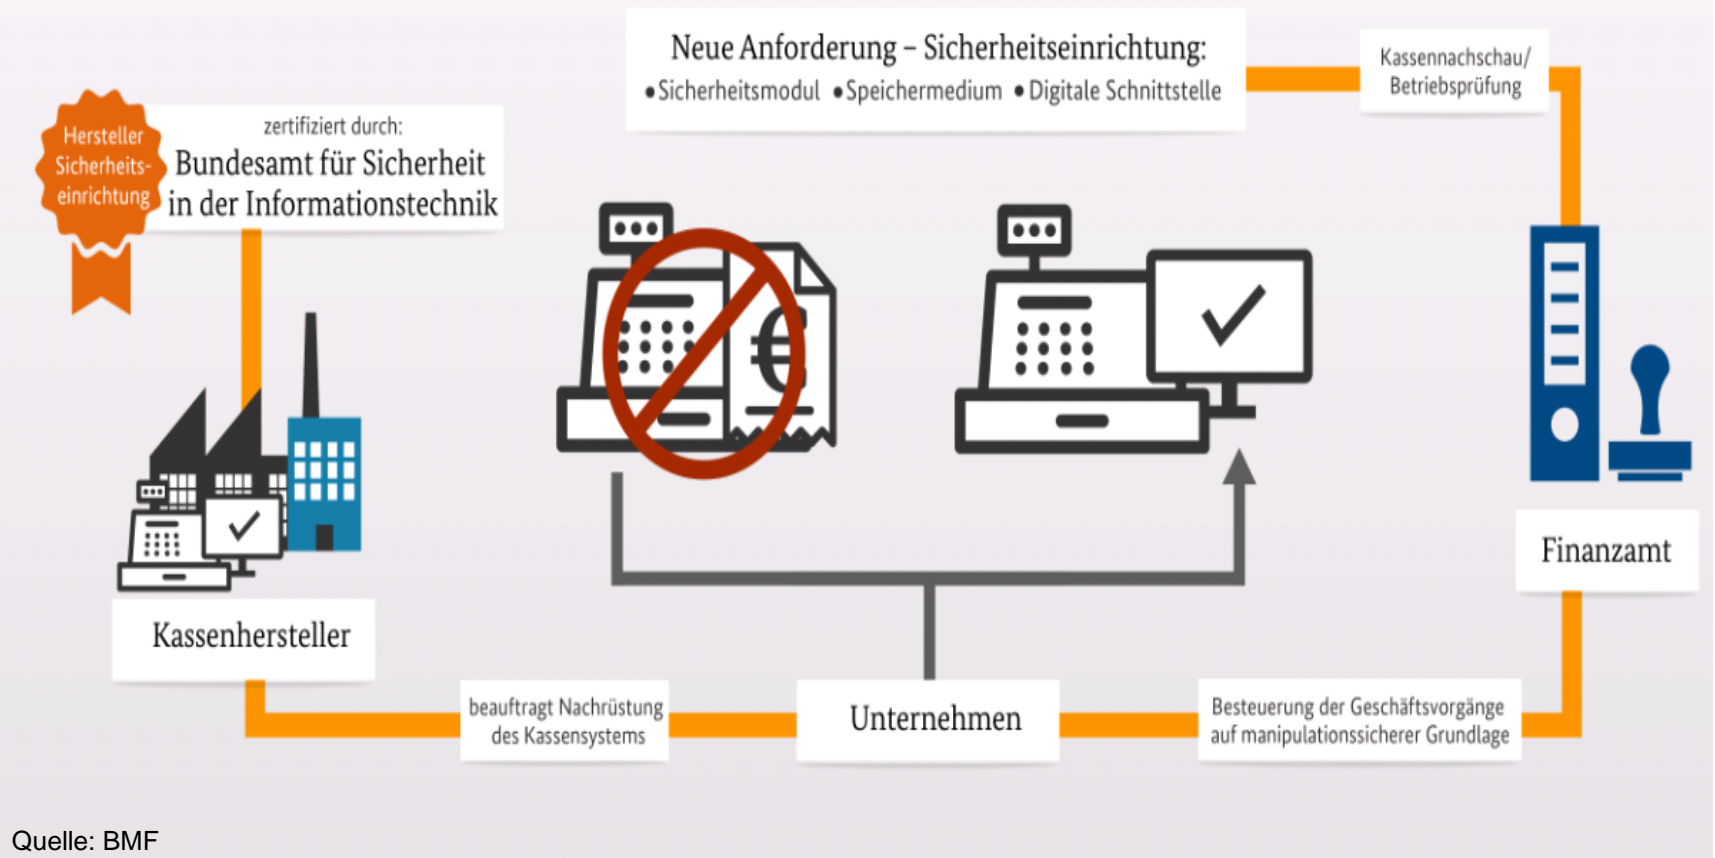 Neue Anforderung – Sicherheitseinrichtung:
• Sicherheitsmodul • Speichermedium • Digitale Schnittstelle
Kassennachschau/
Betriebsprüfung
Hersteller
Sicherheits-
einrichtung
zertifiziert durch:
Bundesamt für Sicherheit
in der Informationstechnik
€
Finanzamt
Kassenhersteller
beauftragt Nachrüstung
des Kassensystems
Unternehmen
Besteuerung der Geschäftsvorgänge
auf manipulationssicherer Grundlage
Quelle: BMF